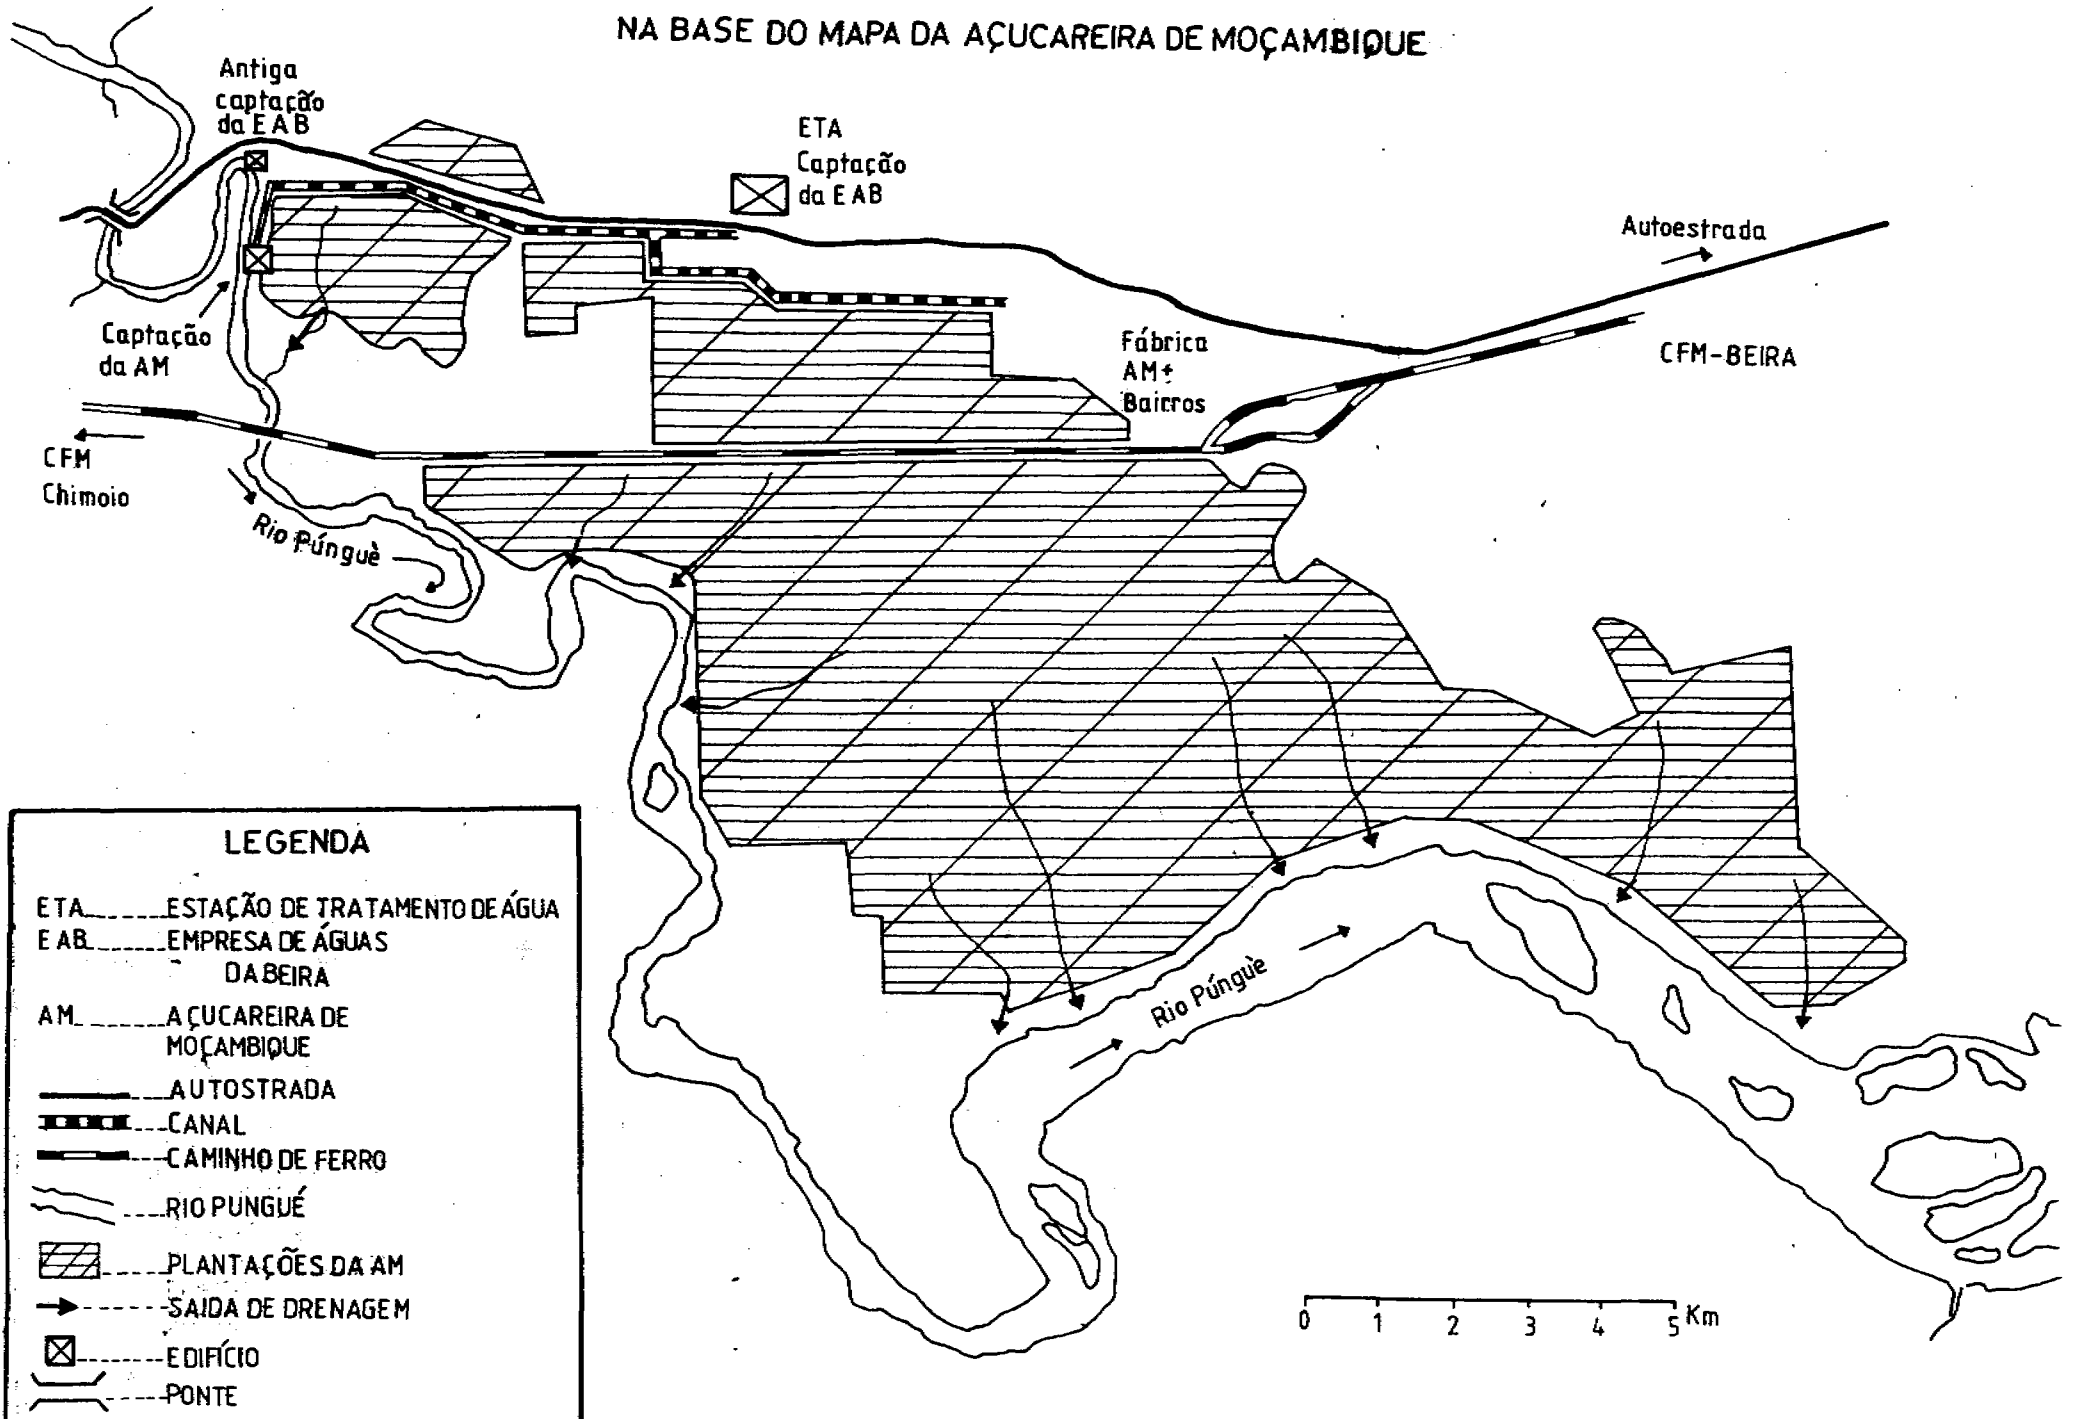 NA BASE DO MAPA DA AÇUCAREIRA DE MOÇAMBIQUE
Antiga
captação
da EAB
ETA
Captação
da EAB
Autoestrada
Captação
da AM
Fábrica
AM+
Bairros
CFM-BEIRA
CFM
Chimoio
Rio Púnguè
Rio Púnguè
LEGENDA
ETA ESTAÇÃO DE TRATAMENTO DE ÁGUA
EAB EMPRESA DE ÁGUAS
DA BEIRA
AM AÇUCAREIRA DE
MOÇAMBIQUE
AUTOSTRADA
CANAL
CAMINHO DE FERRO
RIO PUNGUÉ
PLANTAÇÕES DA AM
SAIDA DE DRENAGEM
EDIFÍCIO
PONTE
0 1 2 3 4 5 Km